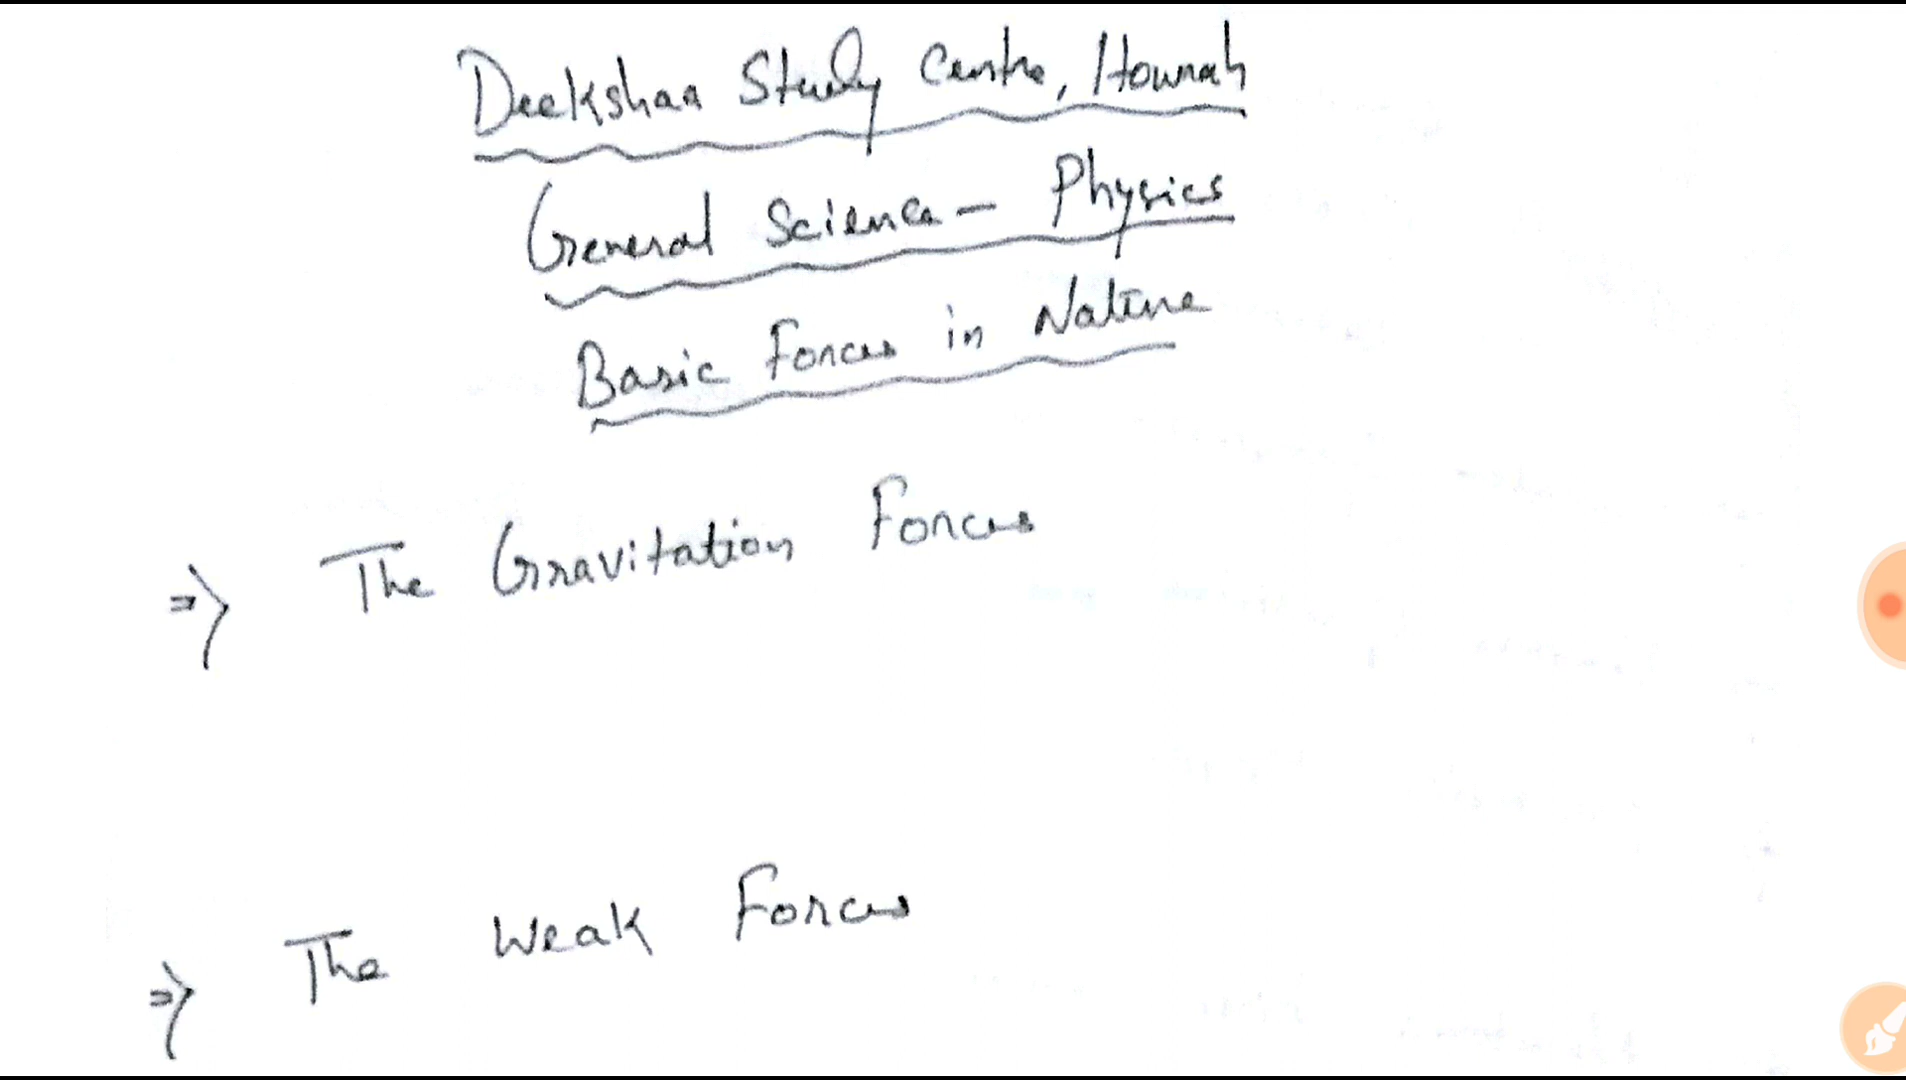 Deekshaa Study Centre, Howrah
General Science - Physics
Basic Forces in Nature
⇒ The Gravitation Forces
⇒ The Weak Forces